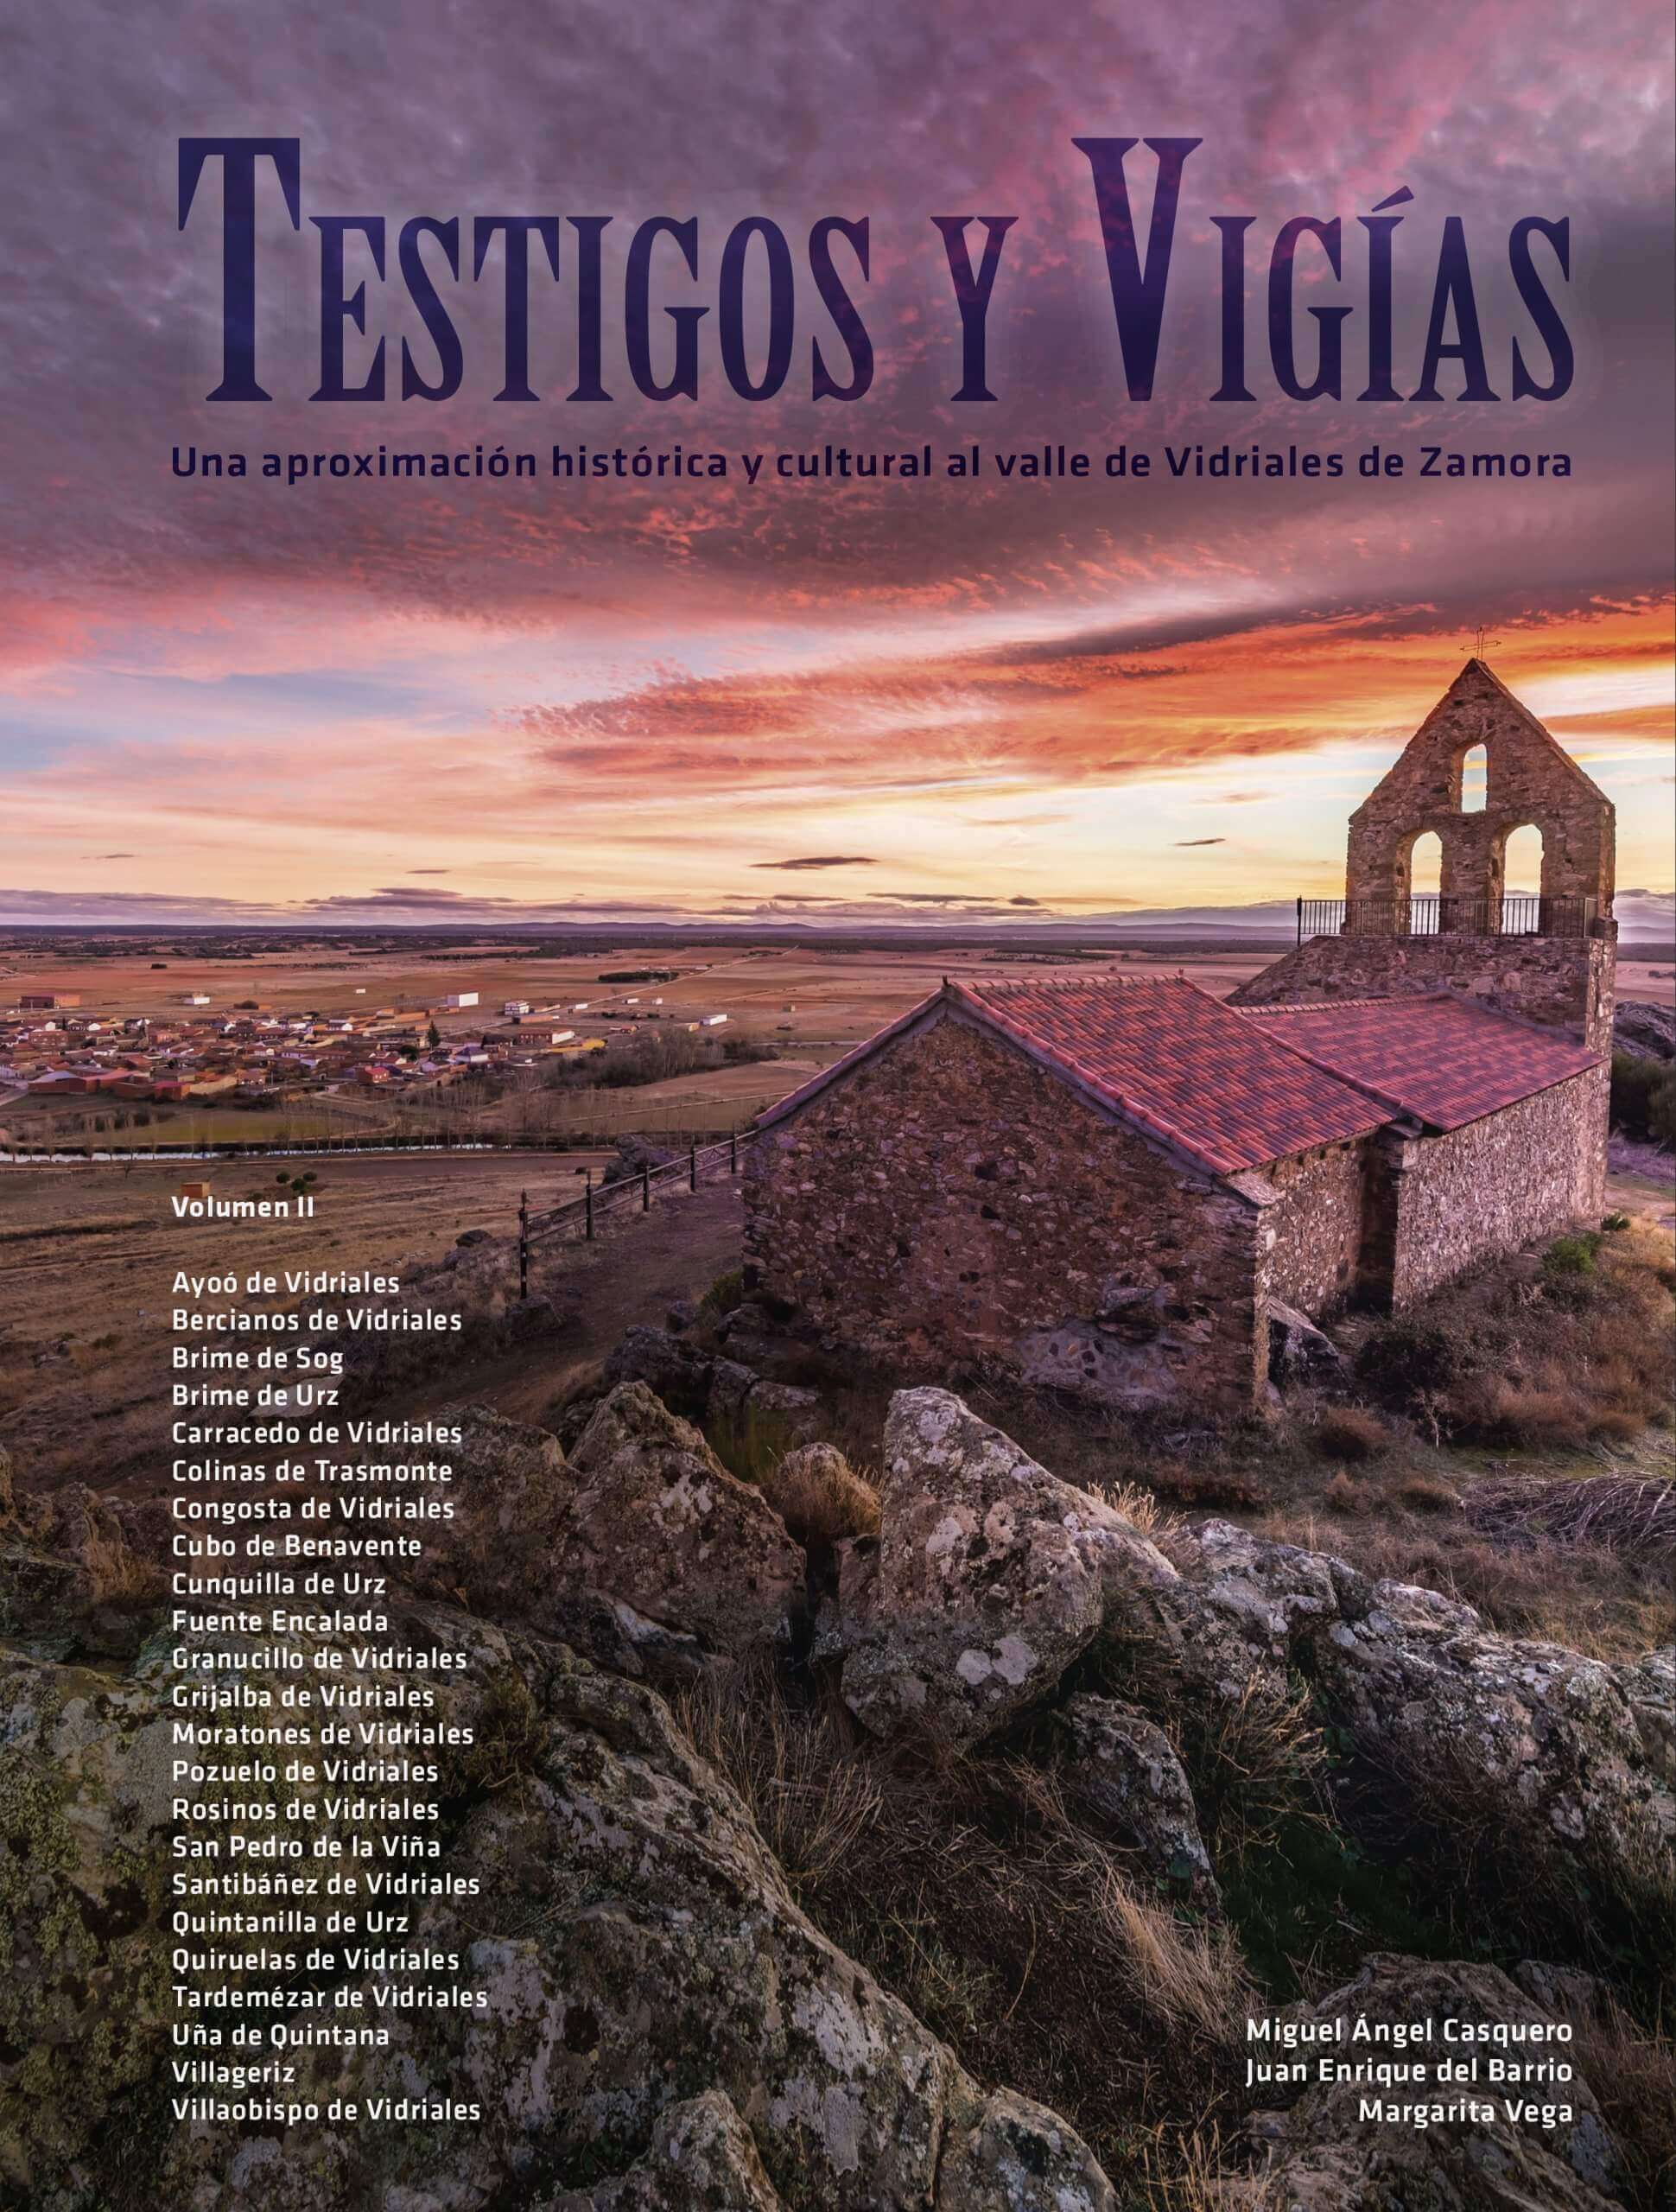 TESTIGOS Y VIGÍAS
Una aproximación histórica y cultural al valle de Vidriales de Zamora
Volumen II
Ayoó de Vidriales
Bercianos de Vidriales
Brime de Sog
Brime de Urz
Carracedo de Vidriales
Colinas de Trasmonte
Congosta de Vidriales
Cubo de Benavente
Cunquilla de Urz
Fuente Encalada
Granucillo de Vidriales
Grijalba de Vidriales
Moratones de Vidriales
Pozuelo de Vidriales
Rosinos de Vidriales
San Pedro de la Viña
Santibáñez de Vidriales
Quintanilla de Urz
Quiruelas de Vidriales
Tardemézar de Vidriales
Uña de Quintana
Villageriz
Villaobispo de Vidriales
Miguel Ángel Casquero
Juan Enrique del Barrio
Margarita Vega